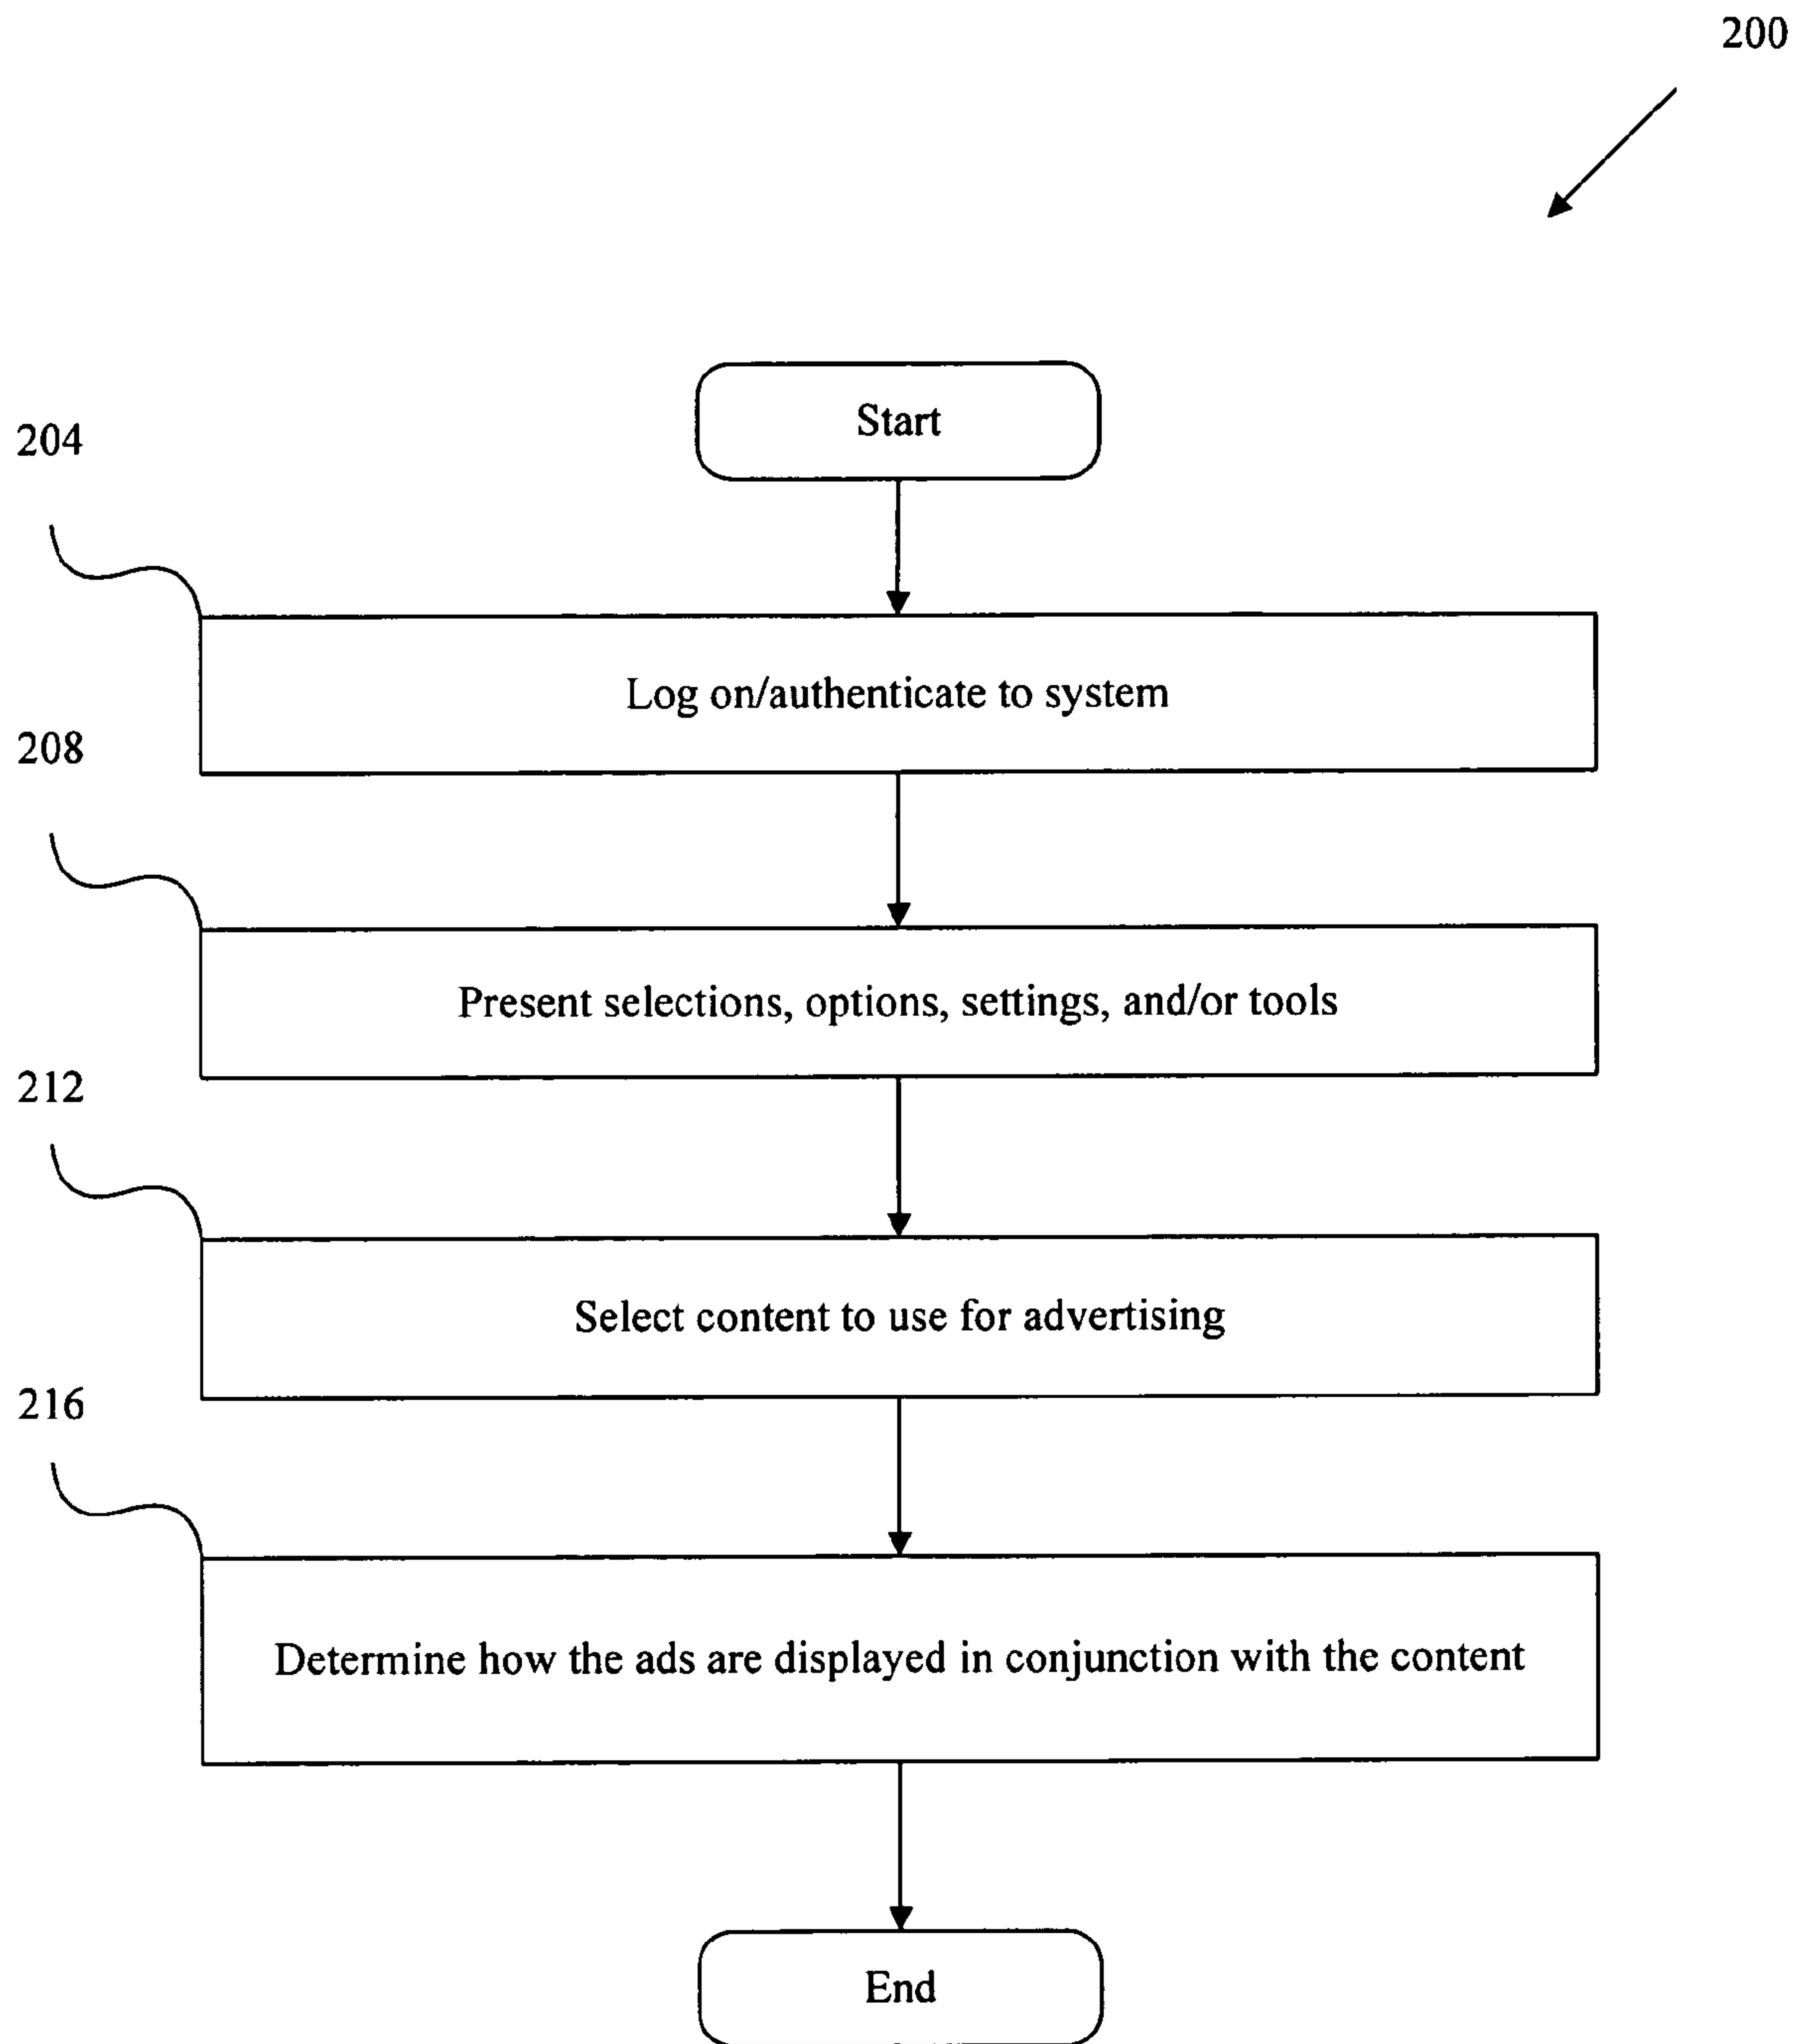 200
Start
204
Log on/authenticate to system
208
Present selections, options, settings, and/or tools
212
Select content to use for advertising
216
Determine how the ads are displayed in conjunction with the content
End